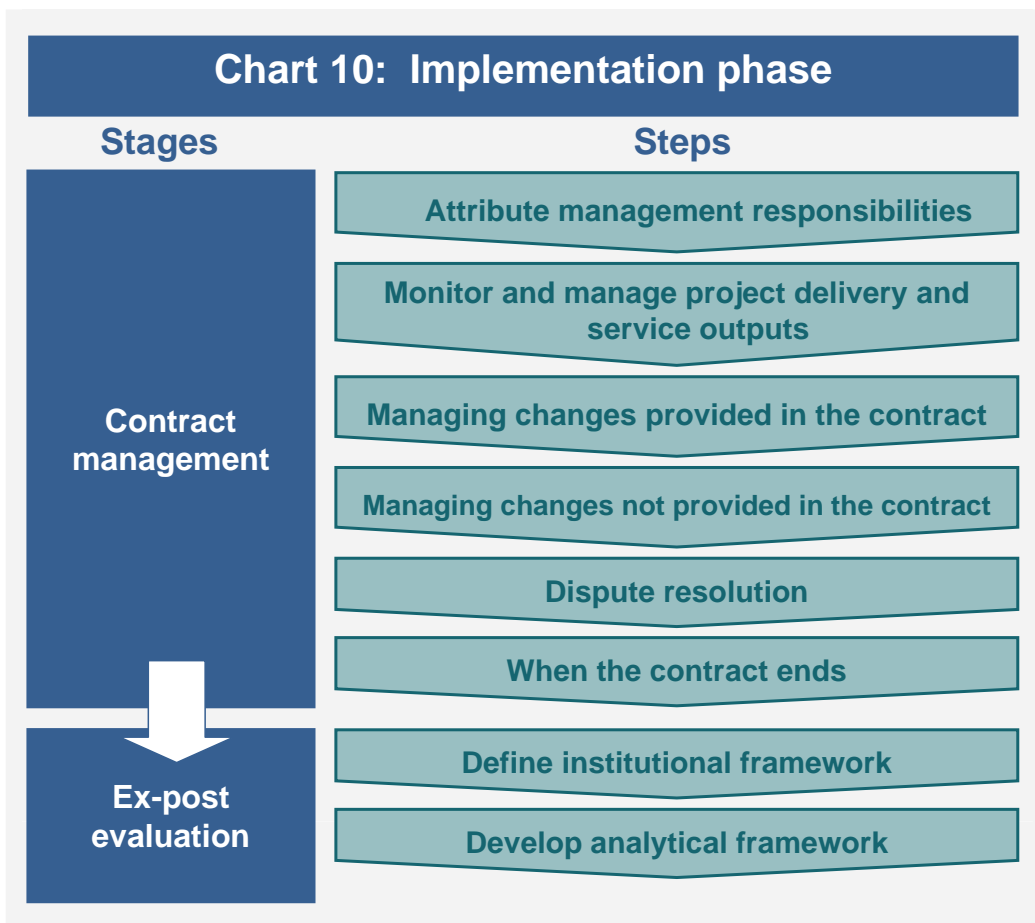 Chart 10:  Implementation phase
Stages
Steps
Contract
management
Attribute management responsibilities
Monitor and manage project delivery and
service outputs
Managing changes provided in the contract
Managing changes not provided in the contract
Dispute resolution
When the contract ends
Ex-post
evaluation
Define institutional framework
Develop analytical framework